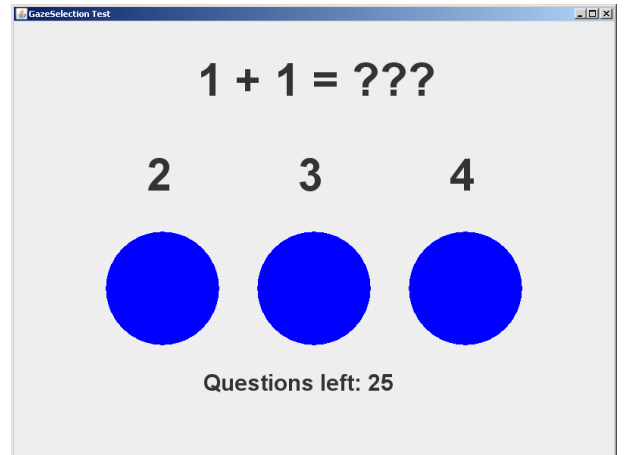 GazeSelection Test
1 + 1 = ???
2 3 4
Questions left: 25